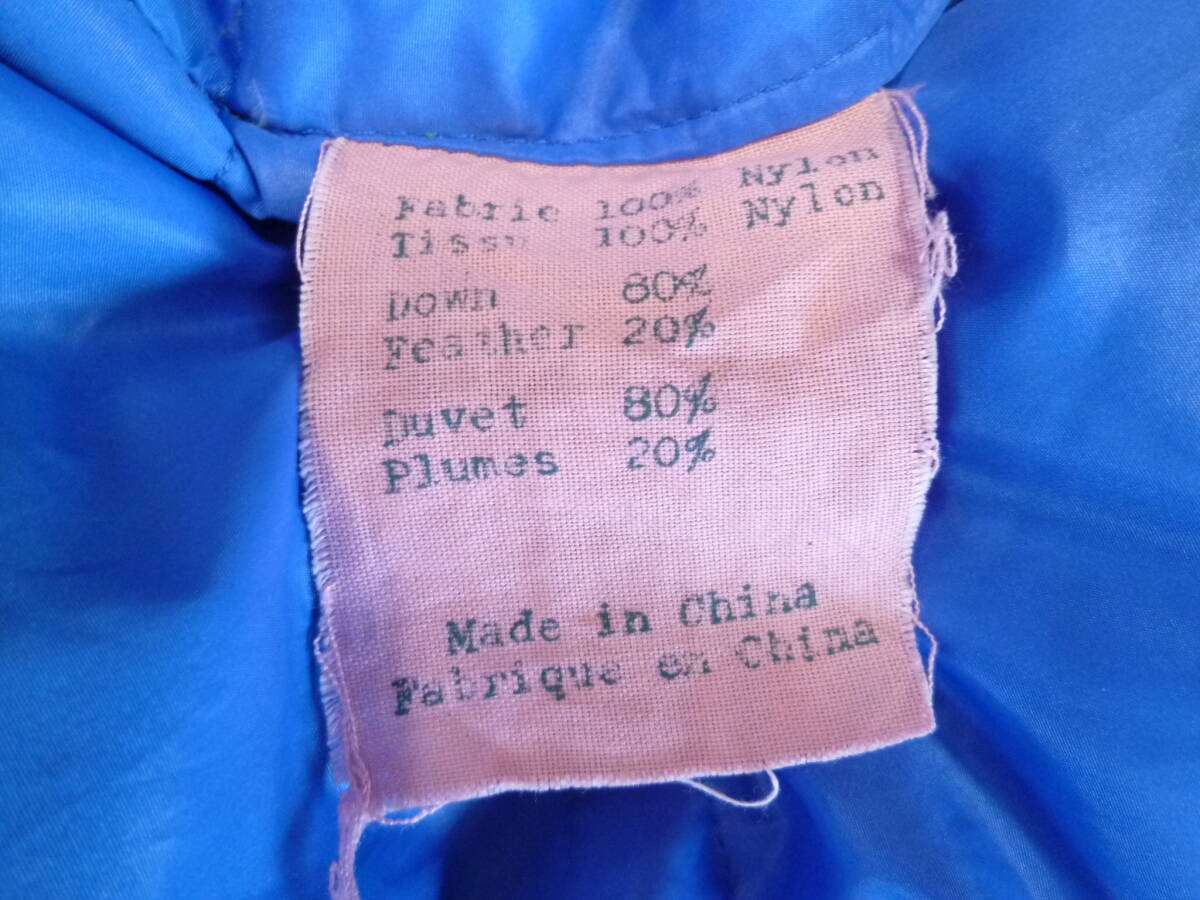 Fabric 100% Nylon
Tissu 100% Nylon
Down 80%
Feather 20%
Duvet 80%
Plumes 20%
Made in China
Fabrique en China